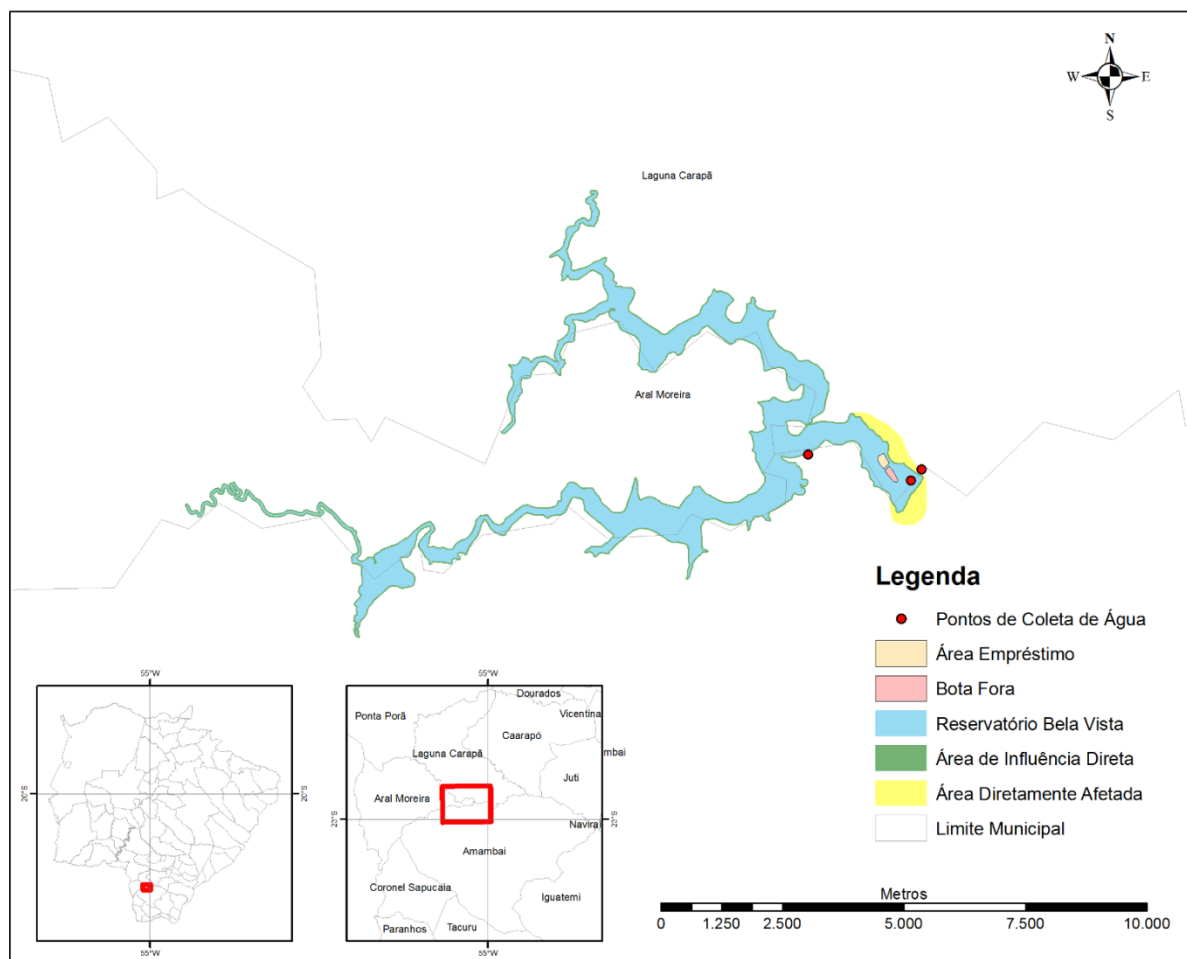 N
W
E
S
Laguna Carapã
Aral Moreira
Legenda
Pontos de Coleta de Água
Área Empréstimo
Bota Fora
Reservatório Bela Vista
Área de Influência Direta
Área Diretamente Afetada
Limite Municipal
Metros
0
1.250
2.500
5.000
7.500
10.000
55°W
20°S
20°S
55°W
55°W
Dourados
Ponta Porã
Vicentina
Caarapó
mbai
Laguna Carapã
Juti
Aral Moreira
23°S
23°S
Naviraí
Amambai
Coronel Sapucaia
Iguatemi
Paranhos
Tacuru
55°W